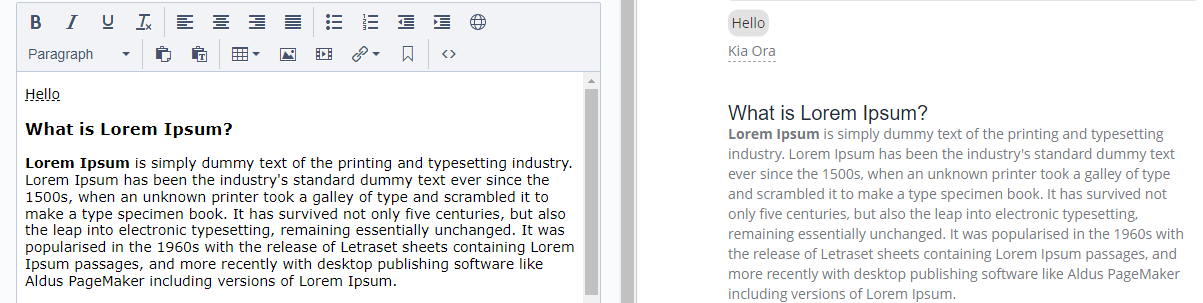 B I U Tx
Paragraph
Hello
What is Lorem Ipsum?
Lorem Ipsum is simply dummy text of the printing and typesetting industry.
Lorem Ipsum has been the industry's standard dummy text ever since the
1500s, when an unknown printer took a galley of type and scrambled it to
make a type specimen book. It has survived not only five centuries, but also
the leap into electronic typesetting, remaining essentially unchanged. It was
popularised in the 1960s with the release of Letraset sheets containing Lorem
Ipsum passages, and more recently with desktop publishing software like
Aldus PageMaker including versions of Lorem Ipsum.
Hello
Kia Ora
What is Lorem Ipsum?
Lorem Ipsum is simply dummy text of the printing and typesetting
industry. Lorem Ipsum has been the industry's standard dummy text ever since
the 1500s, when an unknown printer took a galley of type
and scrambled it to make a type specimen book. It has survived not
only five centuries, but also the leap into electronic typesetting,
remaining essentially unchanged. It was popularised in the 1960s with
the release of Letraset sheets containing Lorem Ipsum passages, and
more recently with desktop publishing software like Aldus PageMaker
including versions of Lorem Ipsum.